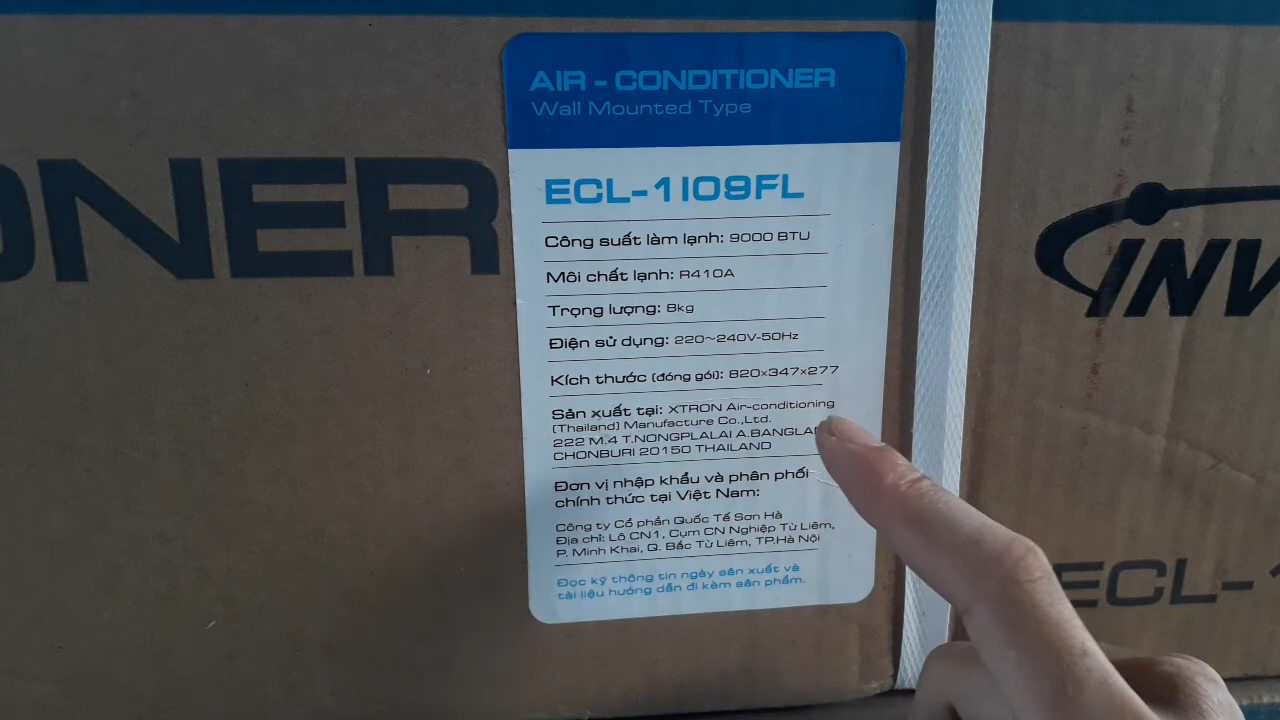 AIR - CONDITIONER
Wall Mounted Type
ECL-1I09FL
Công suất làm lạnh: 9000 BTU
Môi chất lạnh: R410A
Trọng lượng: 8kg
Điện sử dụng: 220~240V-50Hz
Kích thước (đóng gói): 820x347x277
Sản xuất tại: XTRON Air-conditioning
(Thailand) Manufacture Co.,Ltd.
222 M.4 T.NONGPLALAI A.
CHONBURI 20150 THAILAND
Đơn vị nhập khẩu và phân phối
chính thức tại Việt Nam:
Công ty Cổ phần Quốc Tế Sơn Hà
Địa chỉ: Lô CN1, Cụm CN Nghiệp Từ Liêm,
P. Minh Khai, Q. Bắc Từ Liêm, TP.Hà Nội
Đọc kỹ thông tin ngày sản xuất và
tài liệu hướng dẫn đi kèm sản phẩm.
ONER
INV
ECL-1